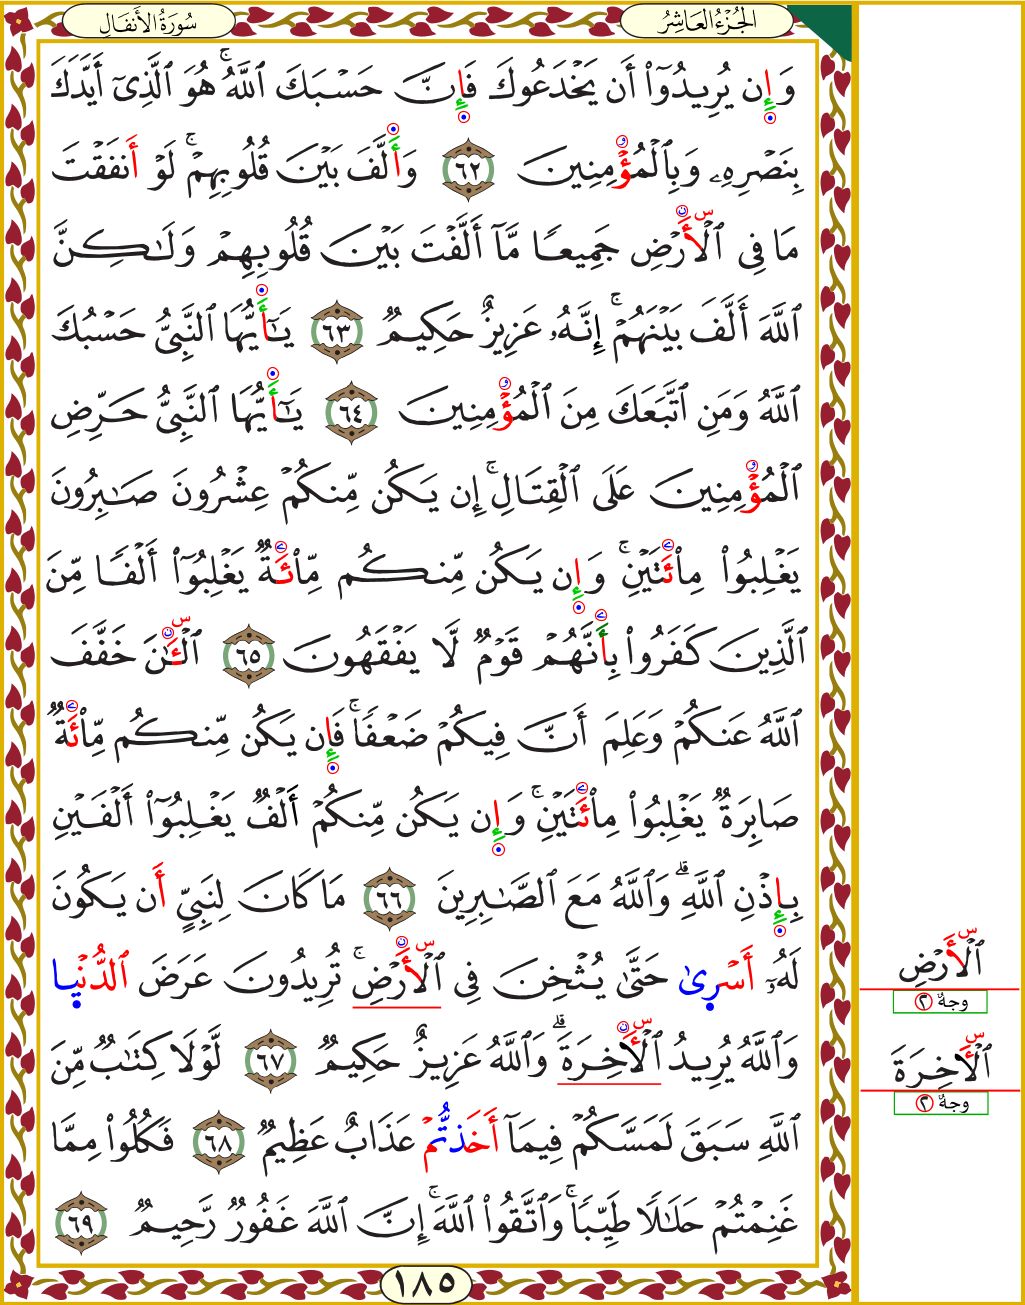 الجُزْءُ العَاشِرُ
سُورَةُ الأَنفَالِ
وَإِن يُرِيدُوٓاْ أَن يَخْدَعُوكَ فَإِنَّ حَسْبَكَ ٱللَّهُۚ هُوَ ٱلَّذِىٓ أَيَّدَكَ
بِنَصْرِهِۦ وَبِٱلْمُؤْمِنِينَ ٦٢ وَأَلَّفَ بَيْنَ قُلُوبِهِمْۚ لَوْ أَنفَقْتَ
مَا فِى ٱلْأَرْضِ جَمِيعًا مَّآ أَلَّفْتَ بَيْنَ قُلُوبِهِمْ وَلَٰكِنَّ
ٱللَّهَ أَلَّفَ بَيْنَهُمْۚ إِنَّهُۥ عَزِيزٌ حَكِيمٌ ٦٣ يَٰٓأَيُّهَا ٱلنَّبِىُّ حَسْبُكَ
ٱللَّهُ وَمَنِ ٱتَّبَعَكَ مِنَ ٱلْمُؤْمِنِينَ ٦٤ يَٰٓأَيُّهَا ٱلنَّبِىُّ حَرِّضِ
ٱلْمُؤْمِنِينَ عَلَى ٱلْقِتَالِۚ إِن يَكُن مِّنكُمْ عِشْرُونَ صَٰبِرُونَ
يَغْلِبُواْ مِاْئَتَيْنِۚ وَإِن يَكُن مِّنكُم مِّاْئَةٌ يَغْلِبُوٓاْ أَلْفًا مِّنَ
ٱلَّذِينَ كَفَرُواْ بِأَنَّهُمْ قَوْمٌ لَّا يَفْقَهُونَ ٦٥ ٱلْـَٰٔنَ خَفَّفَ
ٱللَّهُ عَنكُمْ وَعَلِمَ أَنَّ فِيكُمْ ضَعْفًاۚ فَإِن يَكُن مِّنكُم مِّاْئَةٌ
صَابِرَةٌ يَغْلِبُواْ مِاْئَتَيْنِۚ وَإِن يَكُن مِّنكُمْ أَلْفٌ يَغْلِبُوٓاْ أَلْفَيْنِ
بِإِذْنِ ٱللَّهِۗ وَٱللَّهُ مَعَ ٱلصَّٰبِرِينَ ٦٦ مَا كَانَ لِنَبِىٍّ أَن يَكُونَ
لَهُۥٓ أَسْرِىٰ حَتَّىٰ يُثْخِنَ فِى ٱلْأَرْضِۚ تُرِيدُونَ عَرَضَ ٱلدُّنْيَا
وَٱللَّهُ يُرِيدُ ٱلْأَخِرَةَۗ وَٱللَّهُ عَزِيزٌ حَكِيمٌ ٦٧ لَّوْلَا كِتَٰبٌ مِّنَ
ٱللَّهِ سَبَقَ لَمَسَّكُمْ فِيمَآ أَخَذتُّمْ عَذَابٌ عَظِيمٌ ٦٨ فَكُلُواْ مِمَّا
غَنِمْتُمْ حَلَٰلًا طَيِّبًاۚ وَٱتَّقُواْ ٱللَّهَۚ إِنَّ ٱللَّهَ غَفُورٌ رَّحِيمٌ ٦٩
١٨٥
ٱلْأَرْضِ
وجهٌ ٢
ٱلْأَخِرَةَ
وجهٌ ٢